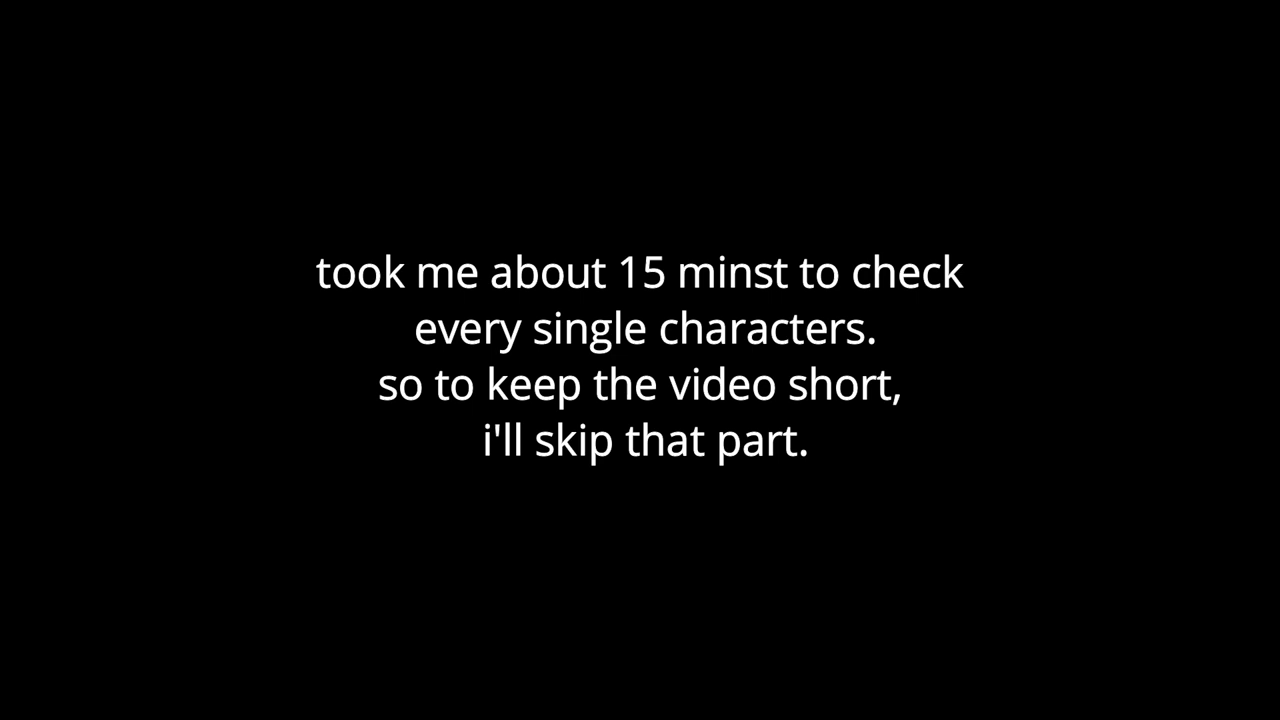 took me about 15 minst to check
every single characters.
so to keep the video short,
i'll skip that part.